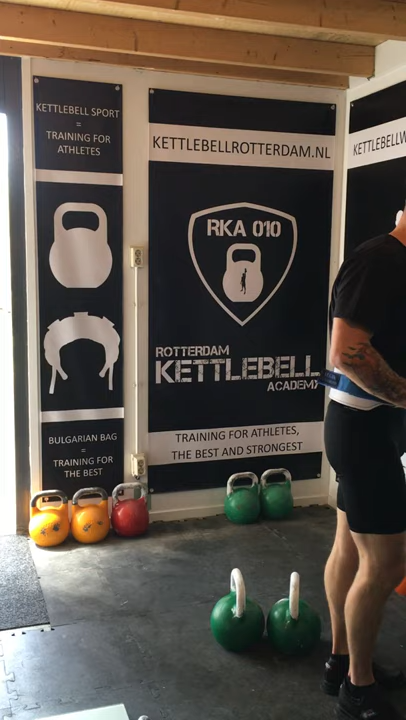 KETTLEBELL SPORT
=
TRAINING FOR
ATHLETES
BULGARIAN BAG
=
TRAINING FOR
THE BEST
KETTLEBELLROTTERDAM.NL
RKA 010
ROTTERDAM
KETTLEBELL
ACADEMY
TRAINING FOR ATHLETES,
THE BEST AND STRONGEST
KETTLEBELLW